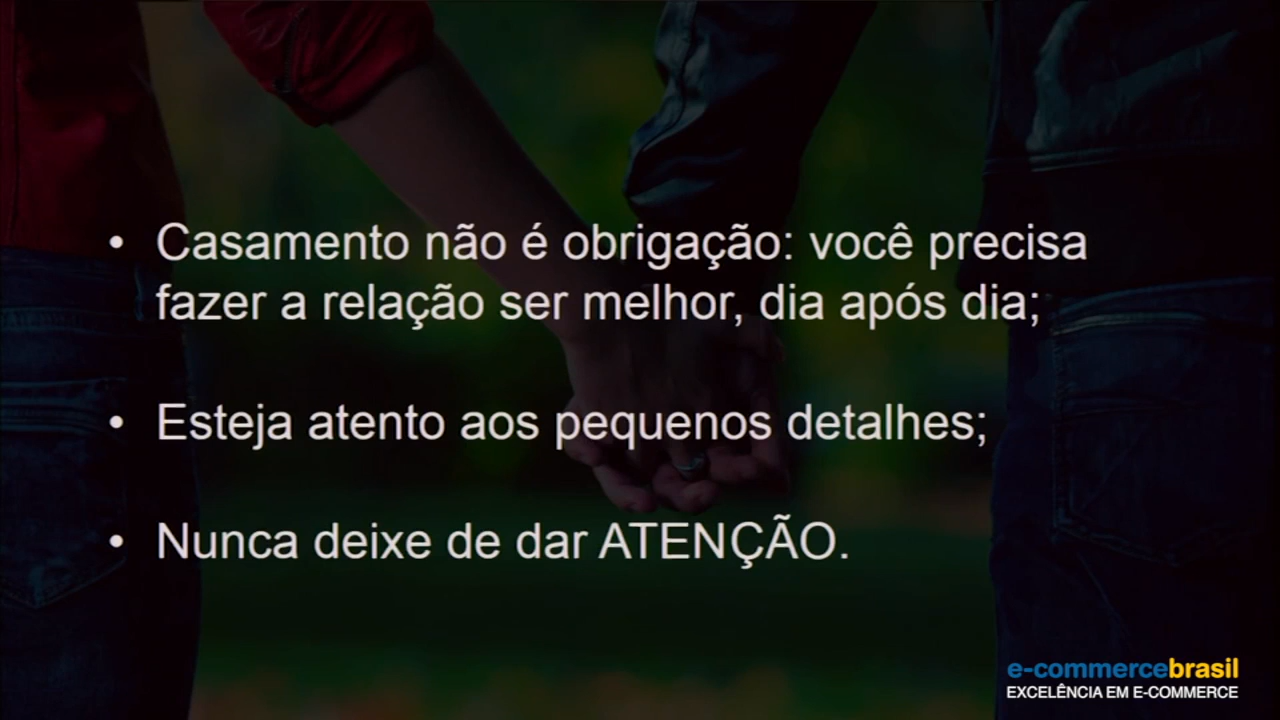 • Casamento não é obrigação: você precisa
fazer a relação ser melhor, dia após dia;
• Esteja atento aos pequenos detalhes;
• Nunca deixe de dar ATENÇÃO.
e-commercebrasil
EXCELÊNCIA EM E-COMMERCE